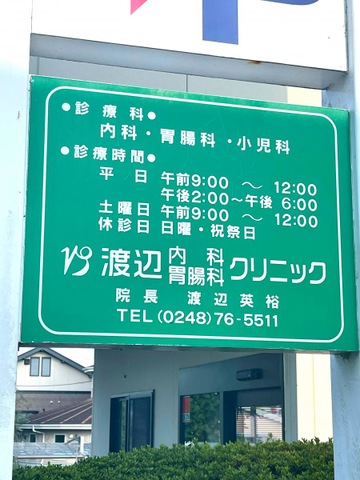 ●診療科●
内科・胃腸科・小児科
●診療時間●
平日 午前9:00 ～ 12:00
午後2:00～午後 6:00
土曜日 午前9:00 ～ 12:00
休診日 日曜・祝祭日
渡辺内科胃腸科クリニック
院長 渡辺英裕
TEL(0248)76-5511